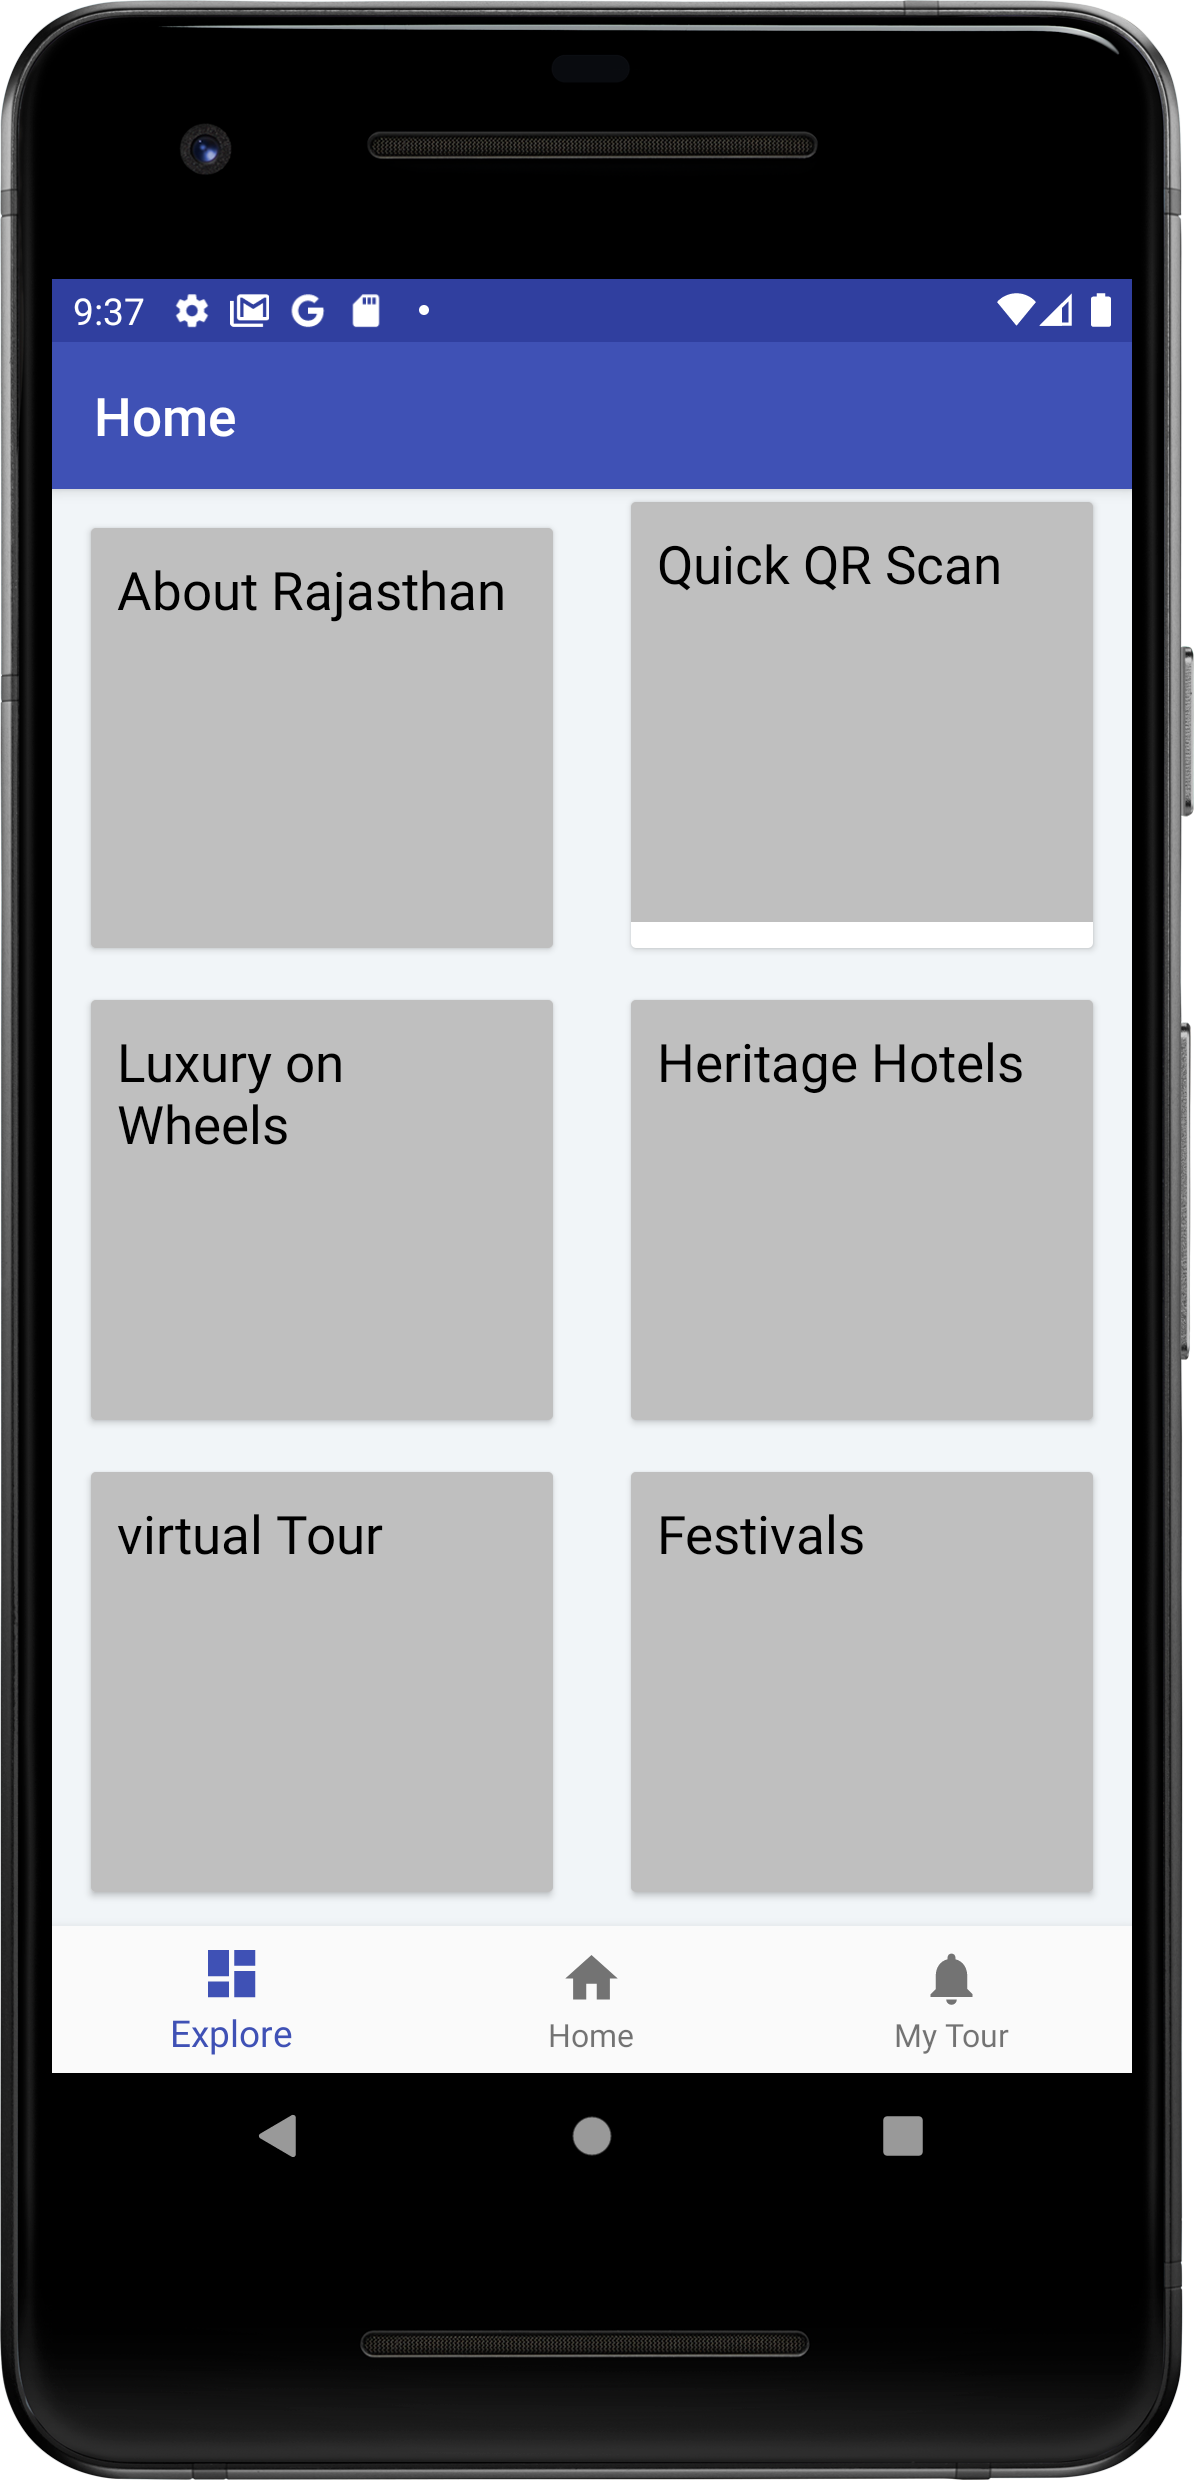 9:37
Home
About Rajasthan
Quick QR Scan
Luxury on
Wheels
Heritage Hotels
virtual Tour
Festivals
Explore
Home
My Tour